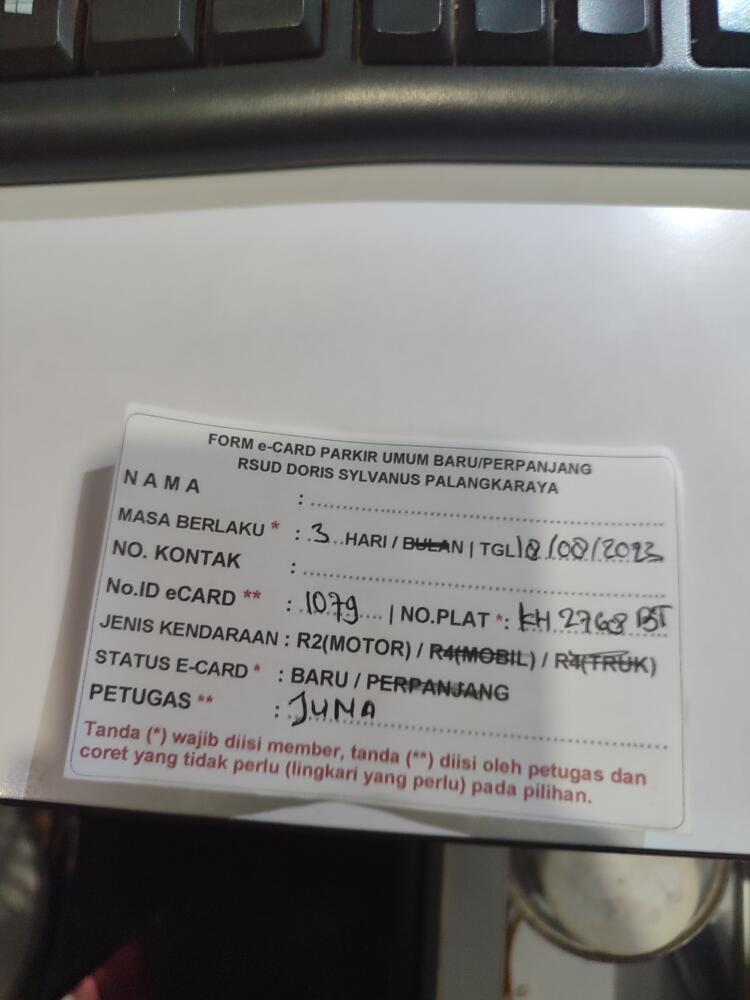 FORM e-CARD PARKIR UMUM BARU/PERPANJANG
RSUD DORIS SYLVANUS PALANGKARAYA
N A M A : ........................................
MASA BERLAKU * : .3...HARI / BULAN | TGL 18/08/2023
NO. KONTAK : ........................................
No.ID eCARD ** : 1079.... | NO.PLAT *: KH 2768 BT
JENIS KENDARAAN : R2(MOTOR) / R4(MOBIL) / R4(TRUK)
STATUS E-CARD * : BARU / PERPANJANG
PETUGAS ** : JUNA ........................................
Tanda (*) wajib diisi member, tanda (**) diisi oleh petugas dan
coret yang tidak perlu (lingkari yang perlu) pada pilihan.